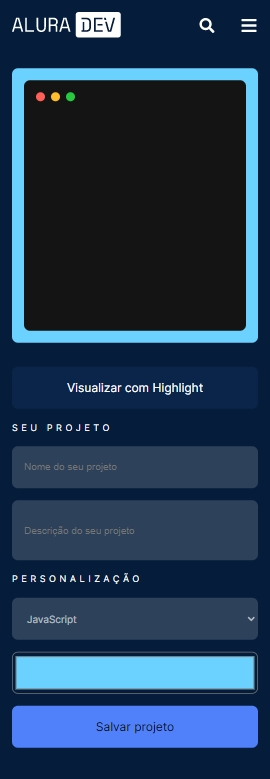 ALURA DEV
Visualizar com Highlight
SEU PROJETO
Nome do seu projeto
Descrição do seu projeto
PERSONALIZAÇÃO
JavaScript
Salvar projeto